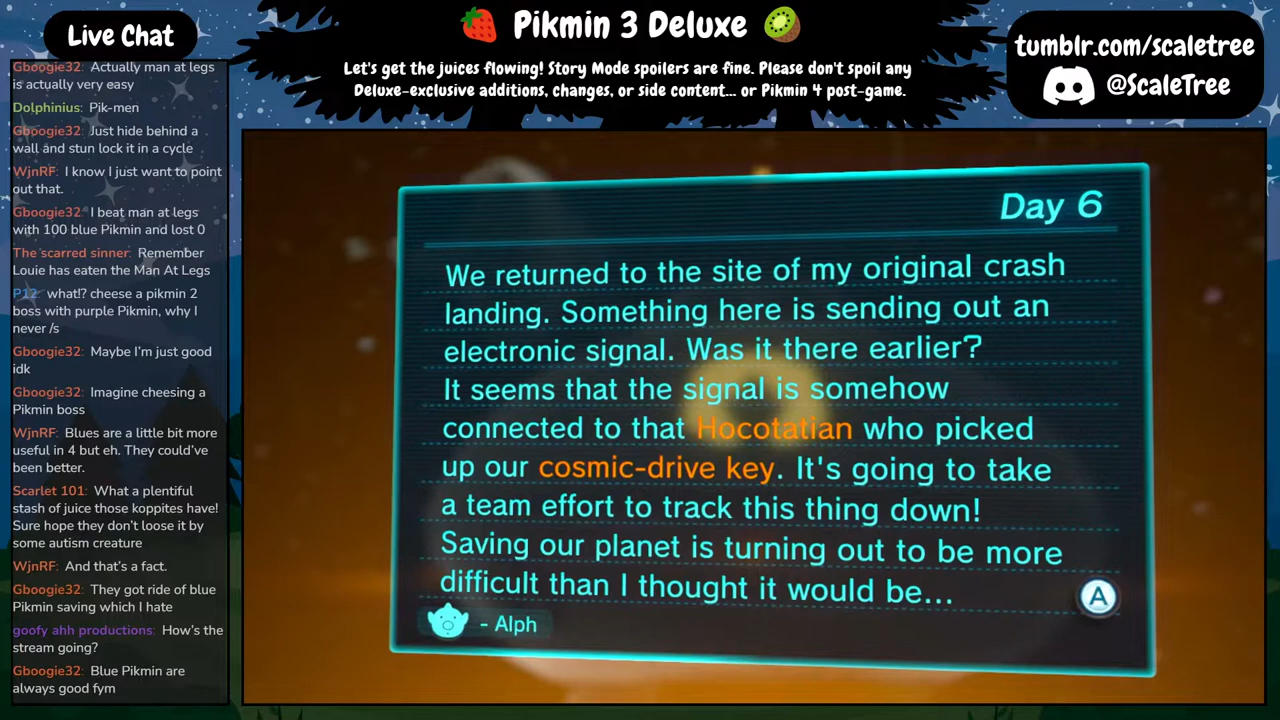 Live Chat
🍓 Pikmin 3 Deluxe 🥝
Let's get the juices flowing! Story Mode spoilers are fine. Please don't spoil any
Deluxe-exclusive additions, changes, or side content... or Pikmin 4 post-game.
tumblr.com/scaletree
@ScaleTree
Gboogie32: Actually man at legs
is actually very easy
Dolphinius: Pik-men
Gboogie32: Just hide behind a
wall and stun lock it in a cycle
WjnRF: I know I just want to point
out that.
Gboogie32: I beat man at legs
with 100 blue Pikmin and lost 0
The scarred sinner: Remember
Louie has eaten the Man At Legs
P12: what!? cheese a pikmin 2
boss with purple Pikmin, why I
never /s
Gboogie32: Maybe I'm just good
idk
Gboogie32: Imagine cheesing a
Pikmin boss
WjnRF: Blues are a little bit more
useful in 4 but eh. They could've
been better.
Scarlet 101: What a plentiful
stash of juice those koppites have!
Sure hope they don't loose it by
some autism creature
WjnRF: And that's a fact.
Gboogie32: They got ride of blue
Pikmin saving which I hate
goofy ahh productions: How's the
stream going?
Gboogie32: Blue Pikmin are
always good fym
Day 6
We returned to the site of my original crash
landing. Something here is sending out an
electronic signal. Was it there earlier?
It seems that the signal is somehow
connected to that Hocotatian who picked
up our cosmic-drive key. It's going to take
a team effort to track this thing down!
Saving our planet is turning out to be more
difficult than I thought it would be...
A
- Alph